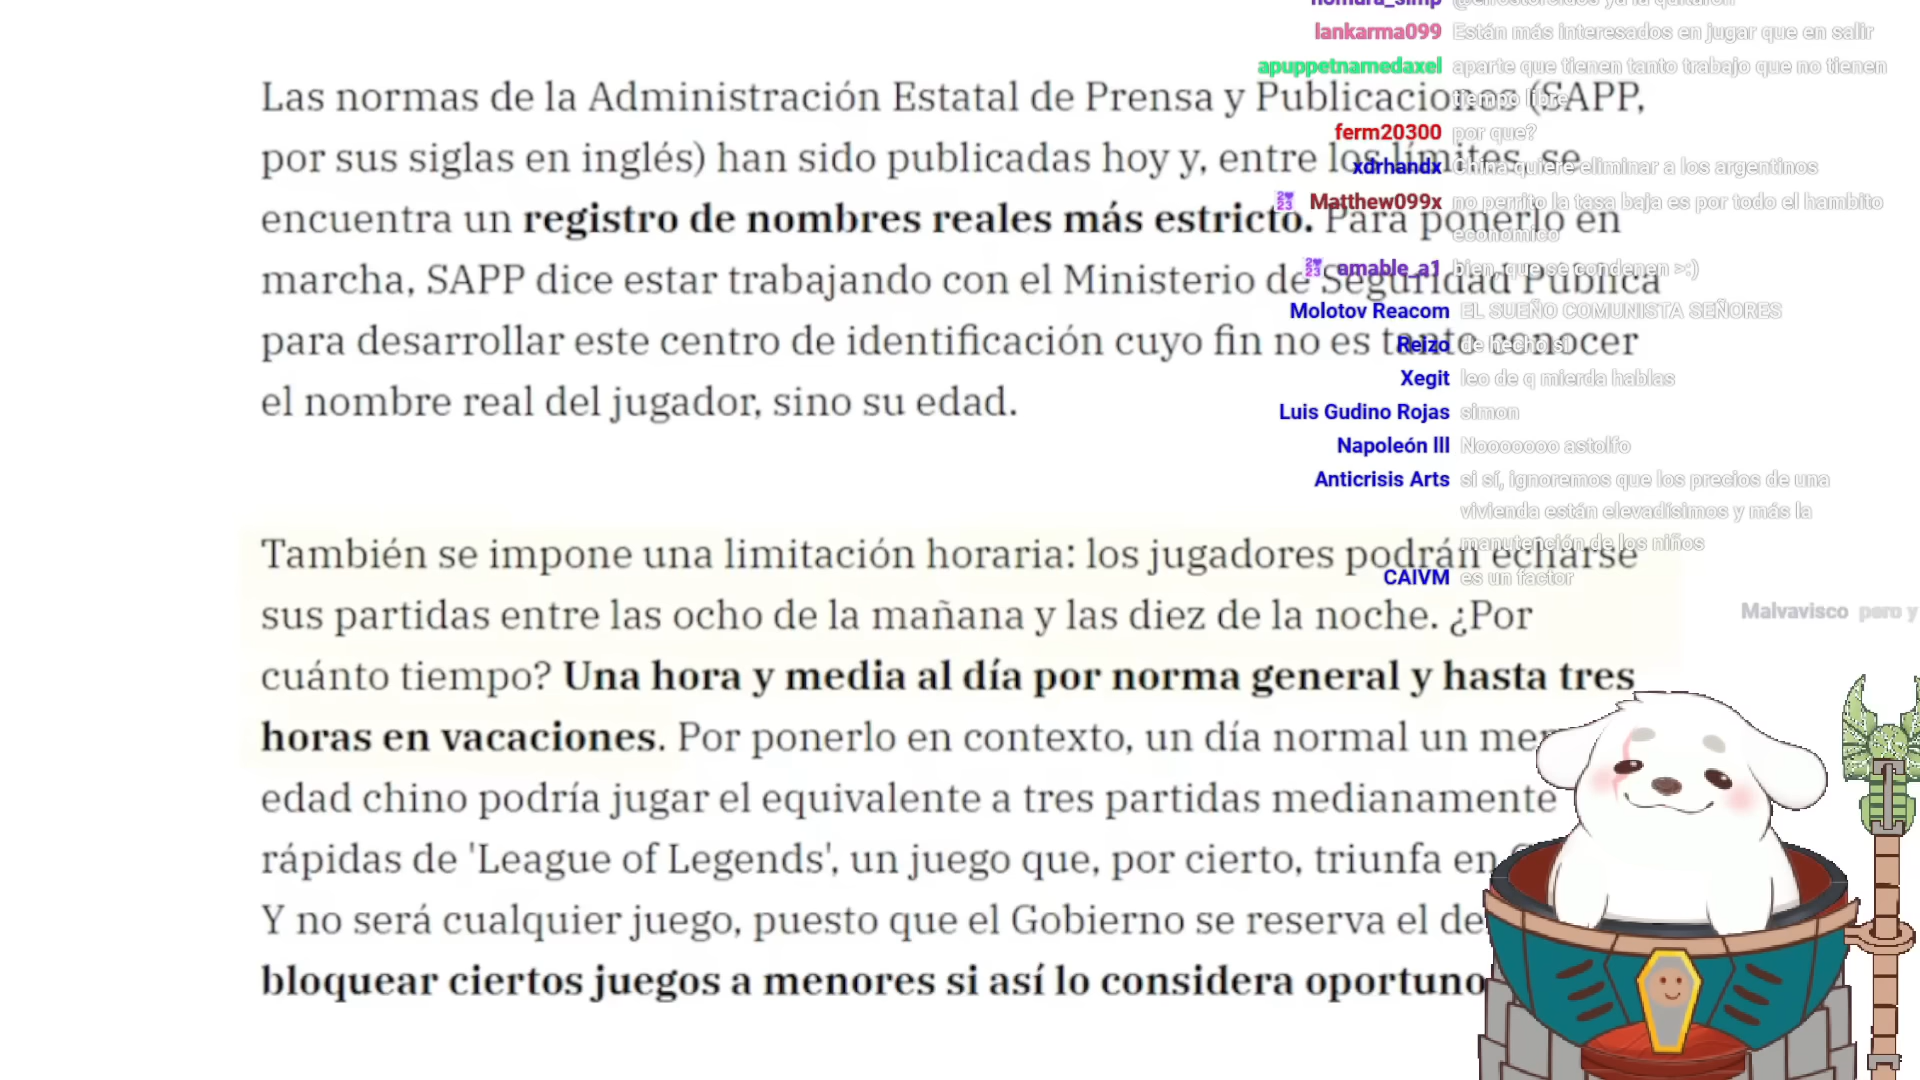 Las normas de la Administración Estatal de Prensa y Publicaciones (SAPP,
por sus siglas en inglés) han sido publicadas hoy y, entre los límites, se
encuentra un registro de nombres reales más estricto. Para ponerlo en
marcha, SAPP dice estar trabajando con el Ministerio de Seguridad Pública
para desarrollar este centro de identificación cuyo fin no es tanto conocer
el nombre real del jugador, sino su edad.
También se impone una limitación horaria: los jugadores podrán echarse
sus partidas entre las ocho de la mañana y las diez de la noche. ¿Por
cuánto tiempo? Una hora y media al día por norma general y hasta tres
horas en vacaciones. Por ponerlo en contexto, un día normal un
edad chino podría jugar el equivalente a tres partidas medianamente
rápidas de 'League of Legends', un juego que, por cierto, triunfa en
Y no será cualquier juego, puesto que el Gobierno se reserva el
bloquear ciertos juegos a menores si así lo considera oportuno
lankarma099 Están más interesados en jugar que en salir
apuppetnamedaxel aparte que tienen tanto trabajo que no tienen
tiempo libre
ferm20300 por que?
xdrhandx China quiere eliminar a los argentinos
Matthew099x no perrito la tasa baja es por todo el hambito
economico
amable_a1 bien, que se condenen >:)
Molotov Reacom EL SUEÑO COMUNISTA SEÑORES
Reizo de hecho si
Xegit leo de q mierda hablas
Luis Gudino Rojas simon
Napoleón lll Nooooooo astolfo
Anticrisis Arts si sí, ignoremos que los precios de una
vivienda están elevadísimos y más la
manutención de los niños
CAIVM es un factor
Malvavisco pero y